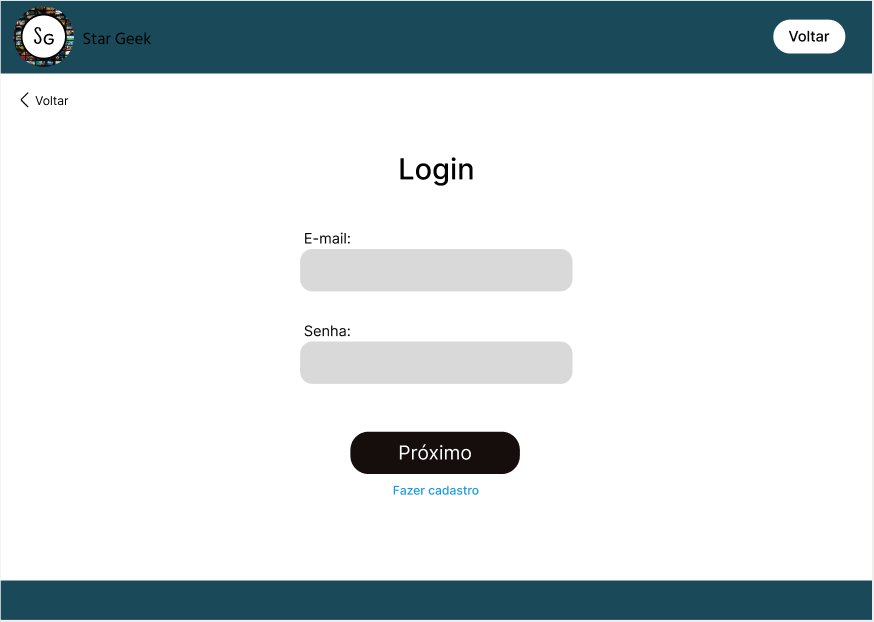 SG
Star Geek
Voltar
Voltar
Login
E-mail:
Senha:
Próximo
Fazer cadastro